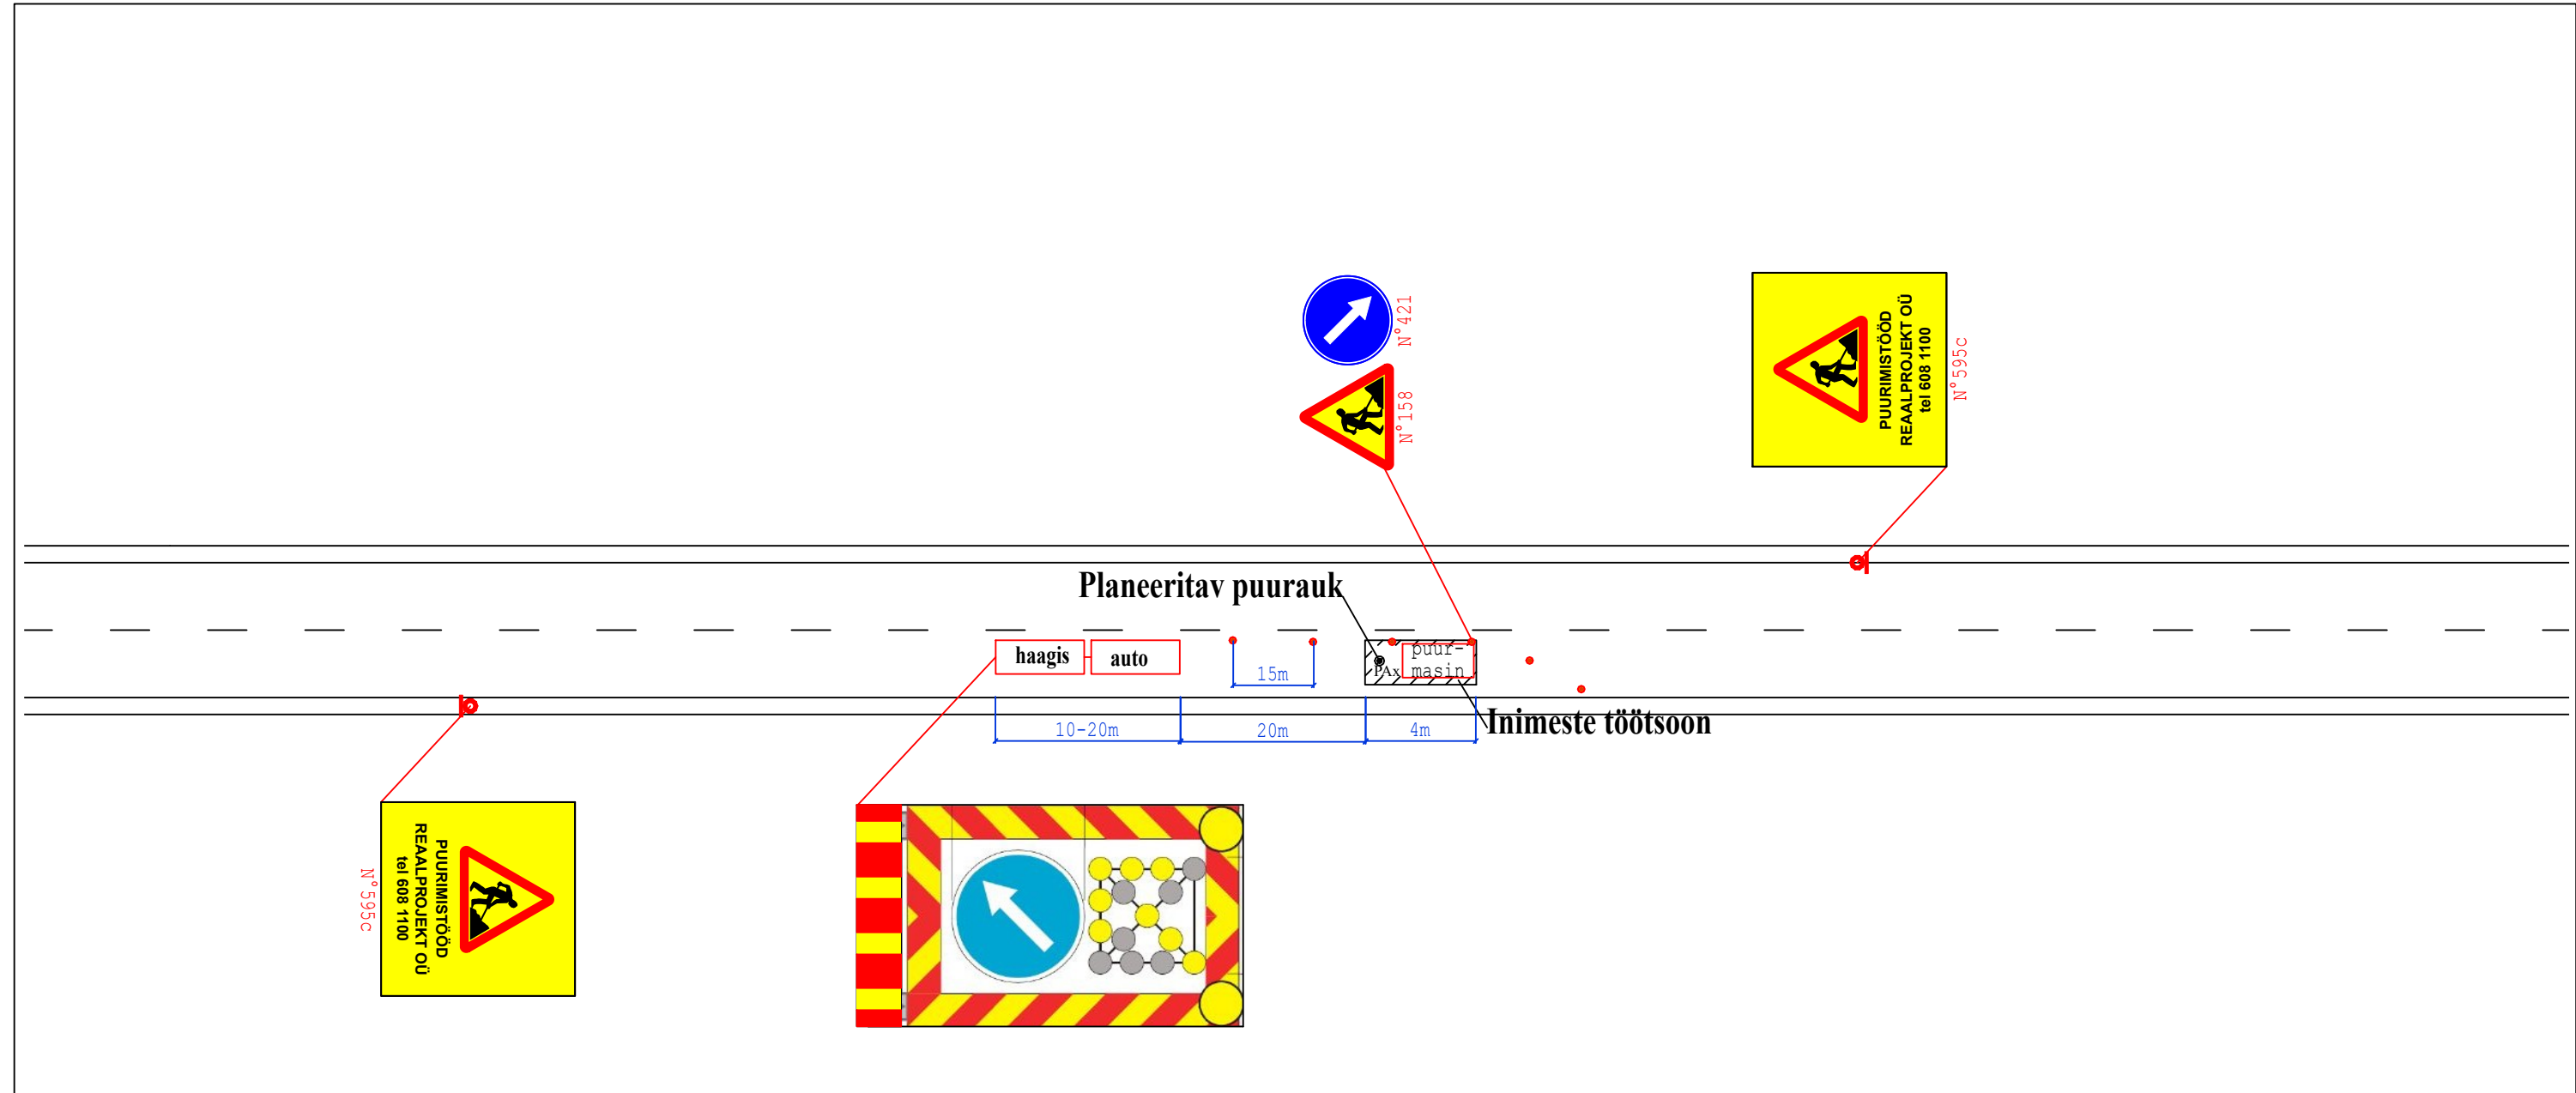 N°421
N°158
PUURIMISTÖÖD
REAALPROJEKT OÜ
tel 608 1100
N°595c
Planeeritav puurauk
haagis
auto
15m
PAx
puur-
masin
10-20m
20m
4m
Inimeste töötsoon
PUURIMISTÖÖD
REAALPROJEKT OÜ
tel 608 1100
N°595c